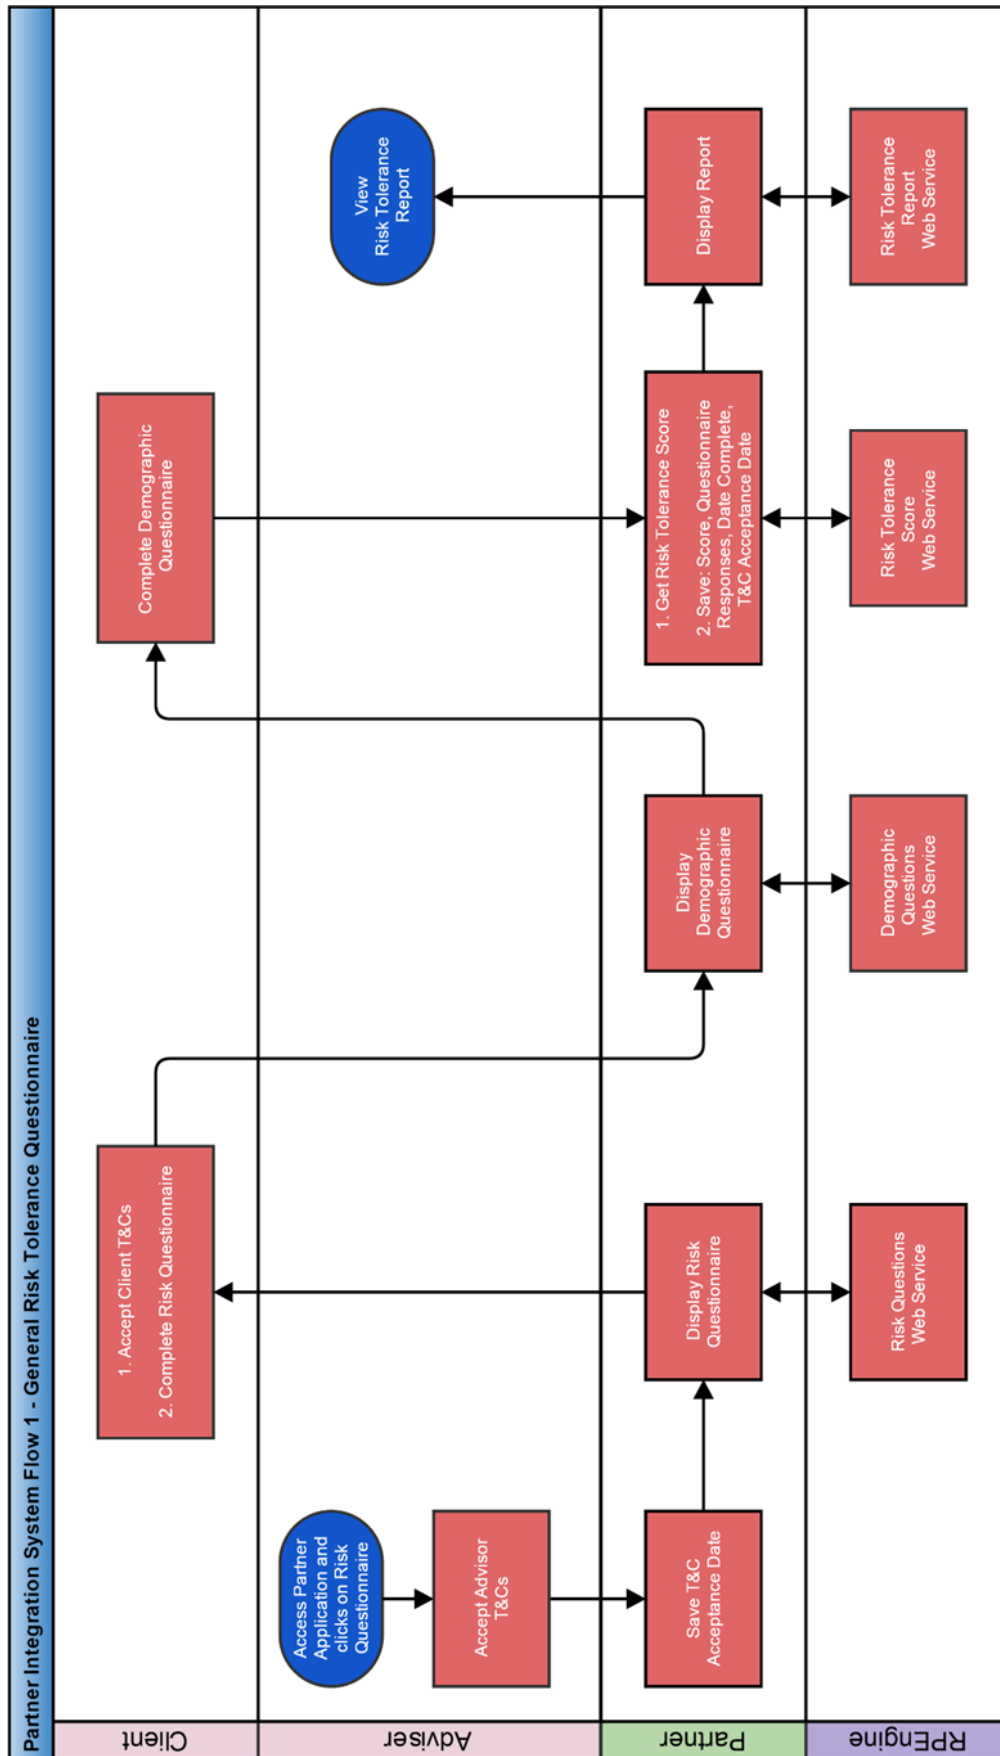 Partner Integration System Flow 1 - General Risk Tolerance Questionnaire
Client
1. Accept Client T&Cs
2. Complete Risk Questionnaire
Complete Demographic
Questionnaire
Adviser
Access Partner
Application and
clicks on Risk
Questionnaire
Accept Advisor
T&Cs
View
Risk Tolerance
Report
Partner
Save T&C
Acceptance Date
Display Risk
Questionnaire
Display
Demographic
Questionnaire
1. Get Risk Tolerance Score
2. Save: Score, Questionnaire
Responses, Date Complete,
T&C Acceptance Date
Display Report
RPEngine
Risk Questions
Web Service
Demographic
Questions
Web Service
Risk Tolerance
Score
Web Service
Risk Tolerance
Report
Web Service